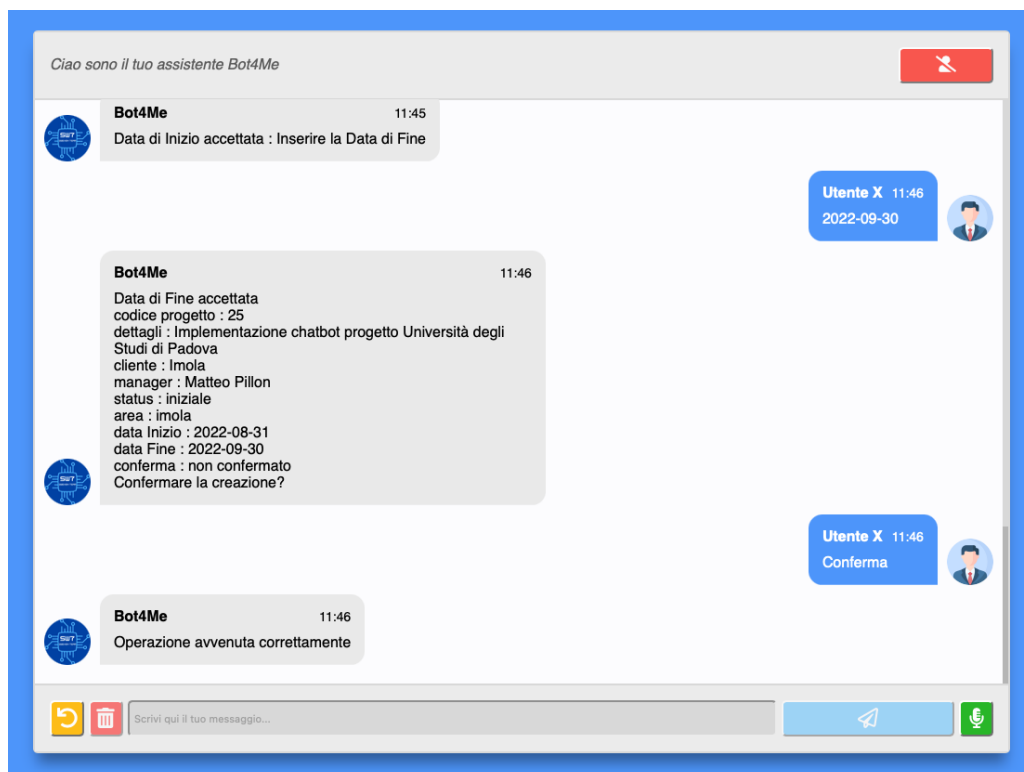 Ciao sono il tuo assistente Bot4Me
Bot4Me 11:45
Data di Inizio accettata : Inserire la Data di Fine
SWT
Utente X 11:46
2022-09-30
Bot4Me 11:46
Data di Fine accettata
codice progetto : 25
dettagli : Implementazione chatbot progetto Università degli
Studi di Padova
cliente : Imola
manager : Matteo Pillon
status : iniziale
area : imola
data Inizio : 2022-08-31
data Fine : 2022-09-30
conferma : non confermato
Confermare la creazione?
SWT
Utente X 11:46
Conferma
Bot4Me 11:46
Operazione avvenuta correttamente
SWT
Scrivi qui il tuo messaggio...